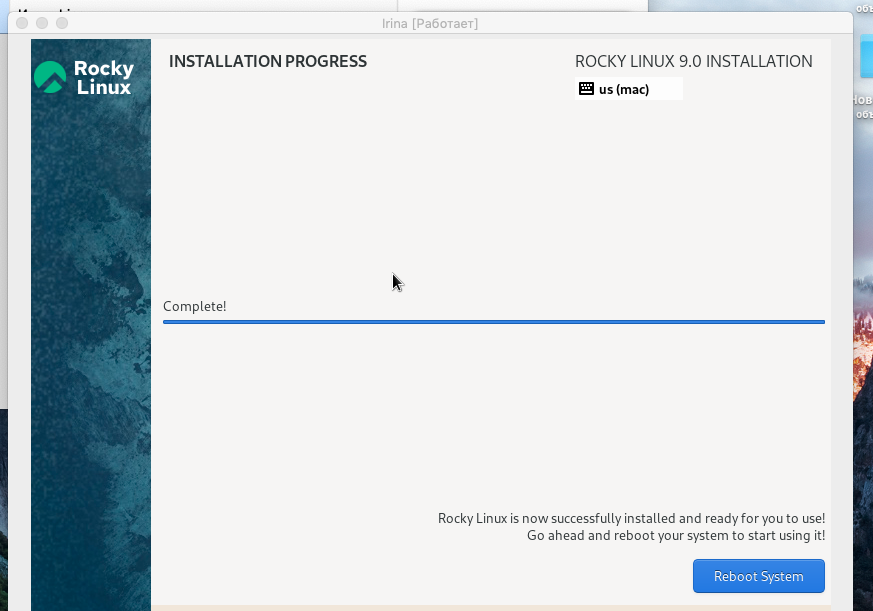 Irina [Работает]
Rocky
Linux
INSTALLATION PROGRESS
ROCKY LINUX 9.0 INSTALLATION
us (mac)
Complete!
Rocky Linux is now successfully installed and ready for you to use!
Go ahead and reboot your system to start using it!
Reboot System